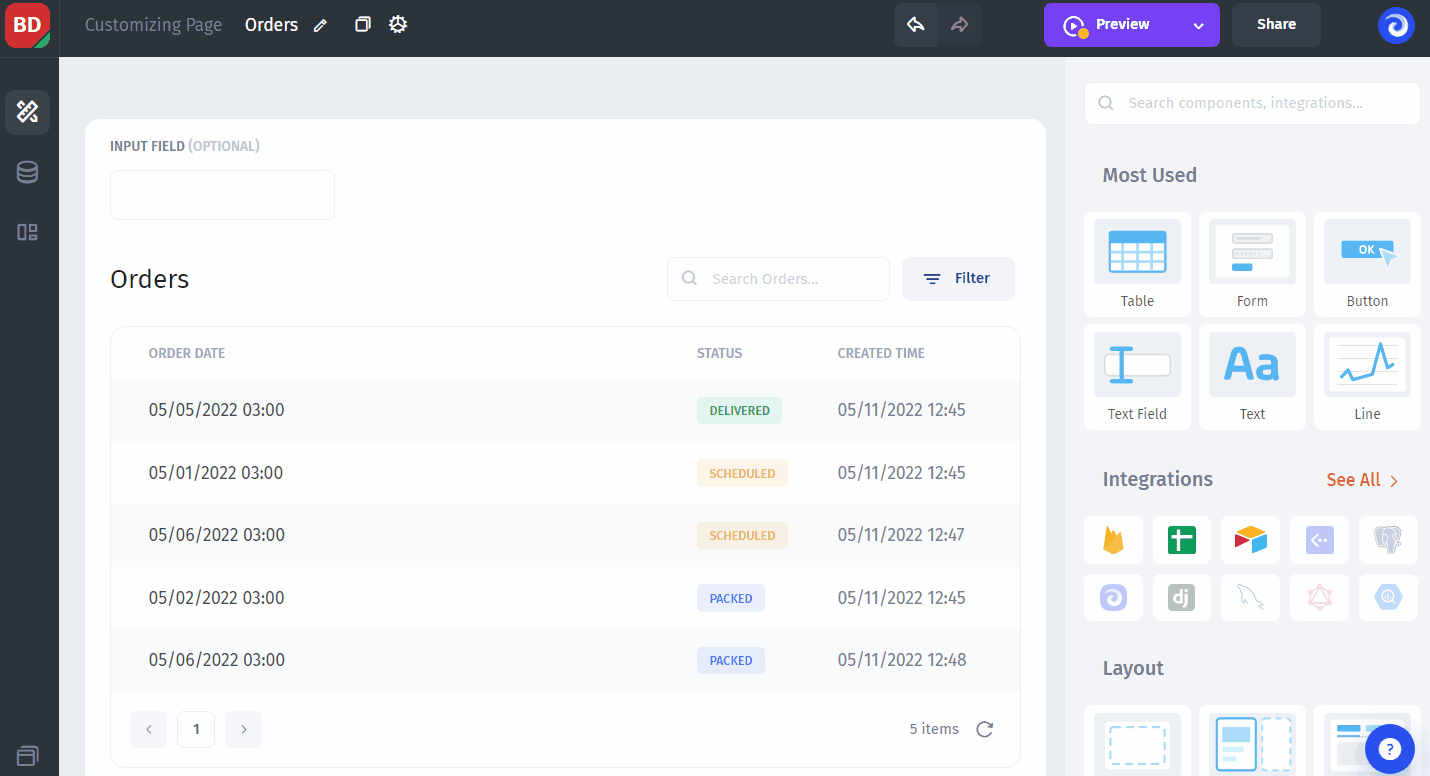 BD
Customizing Page Orders
Preview
Share
Search components, integrations...
INPUT FIELD (OPTIONAL)
Orders
Search Orders...
Filter
ORDER DATE STATUS CREATED TIME
05/05/2022 03:00 DELIVERED 05/11/2022 12:45
05/01/2022 03:00 SCHEDULED 05/11/2022 12:45
05/06/2022 03:00 SCHEDULED 05/11/2022 12:47
05/02/2022 03:00 PACKED 05/11/2022 12:45
05/06/2022 03:00 PACKED 05/11/2022 12:48
1
5 items
Most Used
OK
Table Form Button
Aa
Text Field Text Line
Integrations See All
dj
Layout
?